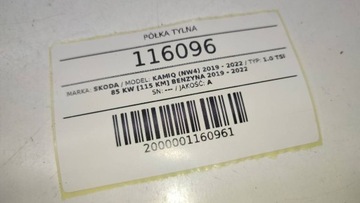 PÓŁKA TYLNA
116096
MARKA: SKODA / MODEL: KAMIQ (NW4) 2019 - 2022 / TYP: 1.0 TSI
85 KW [115 KM] BENZYNA 2019 - 2022
SN: --- / JAKOŚĆ: A
2000001160961